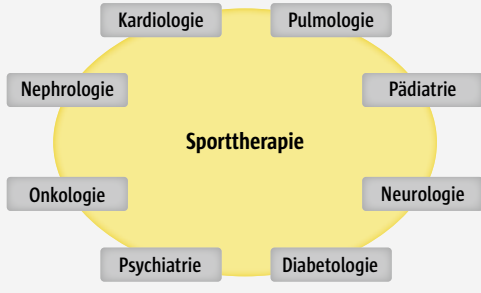 Kardiologie
Pulmologie
Nephrologie
Pädiatrie
Sporttherapie
Onkologie
Neurologie
Psychiatrie
Diabetologie